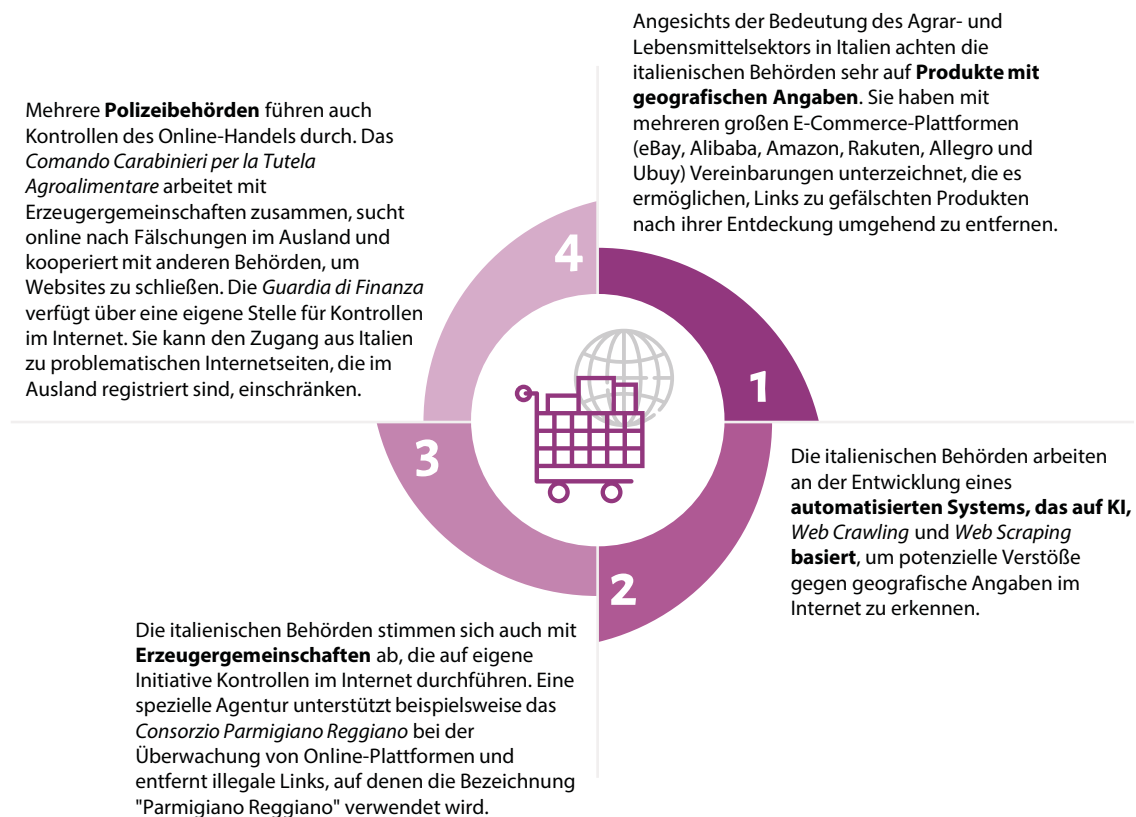 Angesichts der Bedeutung des Agrar- und
Lebensmittelsektors in Italien achten die
italienischen Behörden sehr auf Produkte mit
geografischen Angaben. Sie haben mit
mehreren großen E-Commerce-Plattformen
(eBay, Alibaba, Amazon, Rakuten, Allegro und
Ubuy) Vereinbarungen unterzeichnet, die es
ermöglichen, Links zu gefälschten Produkten
nach ihrer Entdeckung umgehend zu entfernen.
1
Die italienischen Behörden arbeiten
an der Entwicklung eines
automatisierten Systems, das auf KI,
Web Crawling und Web Scraping
basiert, um potenzielle Verstöße
gegen geografische Angaben im
Internet zu erkennen.
2
Die italienischen Behörden stimmen sich auch mit
Erzeugergemeinschaften ab, die auf eigene
Initiative Kontrollen im Internet durchführen. Eine
spezielle Agentur unterstützt beispielsweise das
Consorzio Parmigiano Reggiano bei der
Überwachung von Online-Plattformen und
entfernt illegale Links, auf denen die Bezeichnung
"Parmigiano Reggiano" verwendet wird.
3
Mehrere Polizeibehörden führen auch
Kontrollen des Online-Handels durch. Das
Comando Carabinieri per la Tutela
Agroalimentare arbeitet mit
Erzeugergemeinschaften zusammen, sucht
online nach Fälschungen im Ausland und
kooperiert mit anderen Behörden, um
Websites zu schließen. Die Guardia di Finanza
verfügt über eine eigene Stelle für Kontrollen
im Internet. Sie kann den Zugang aus Italien
zu problematischen Internetseiten, die im
Ausland registriert sind, einschränken.
4